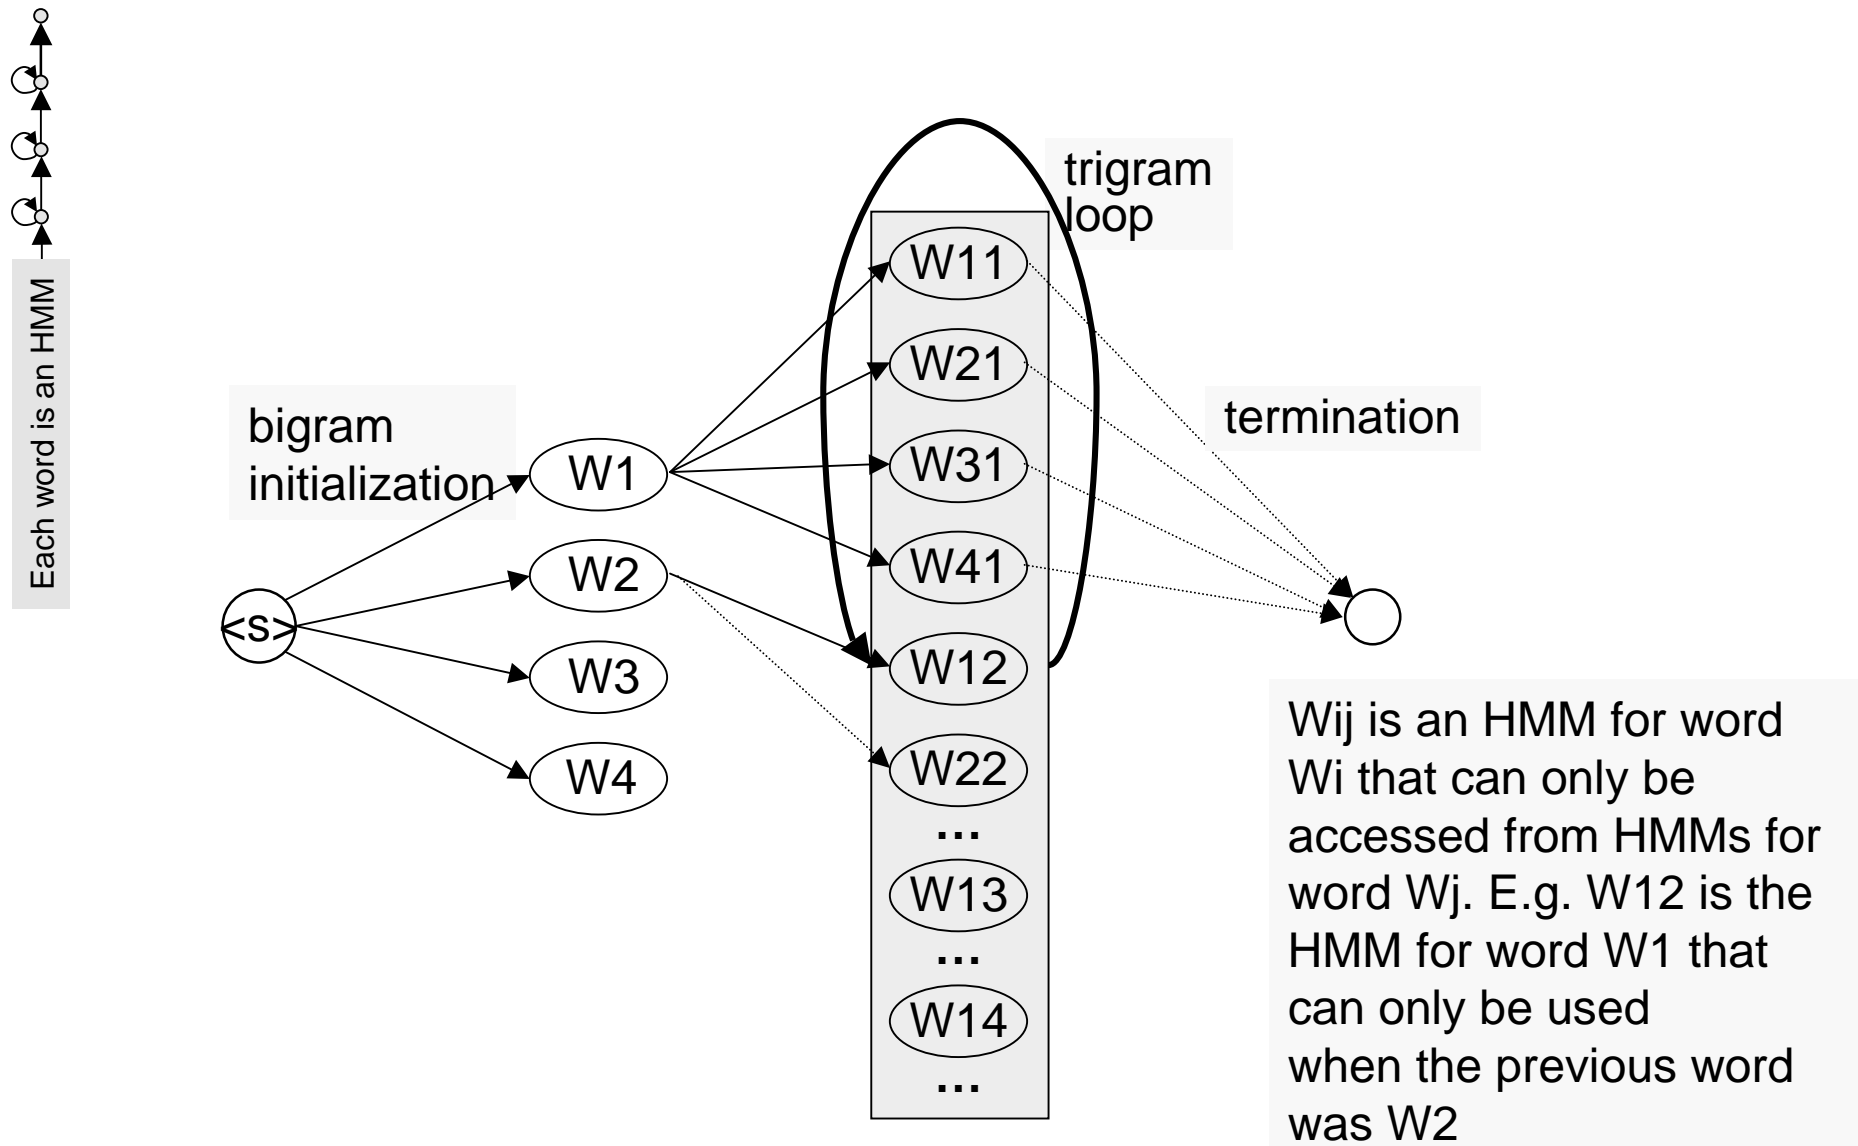 Each word is an HMM
bigram
initialization
<s>
W1
W2
W3
W4
trigram
loop
W11
W21
W31
W41
W12
W22
...
W13
...
W14
...
termination
Wij is an HMM for word
Wi that can only be
accessed from HMMs for
word Wj. E.g. W12 is the
HMM for word W1 that
can only be used
when the previous word
was W2